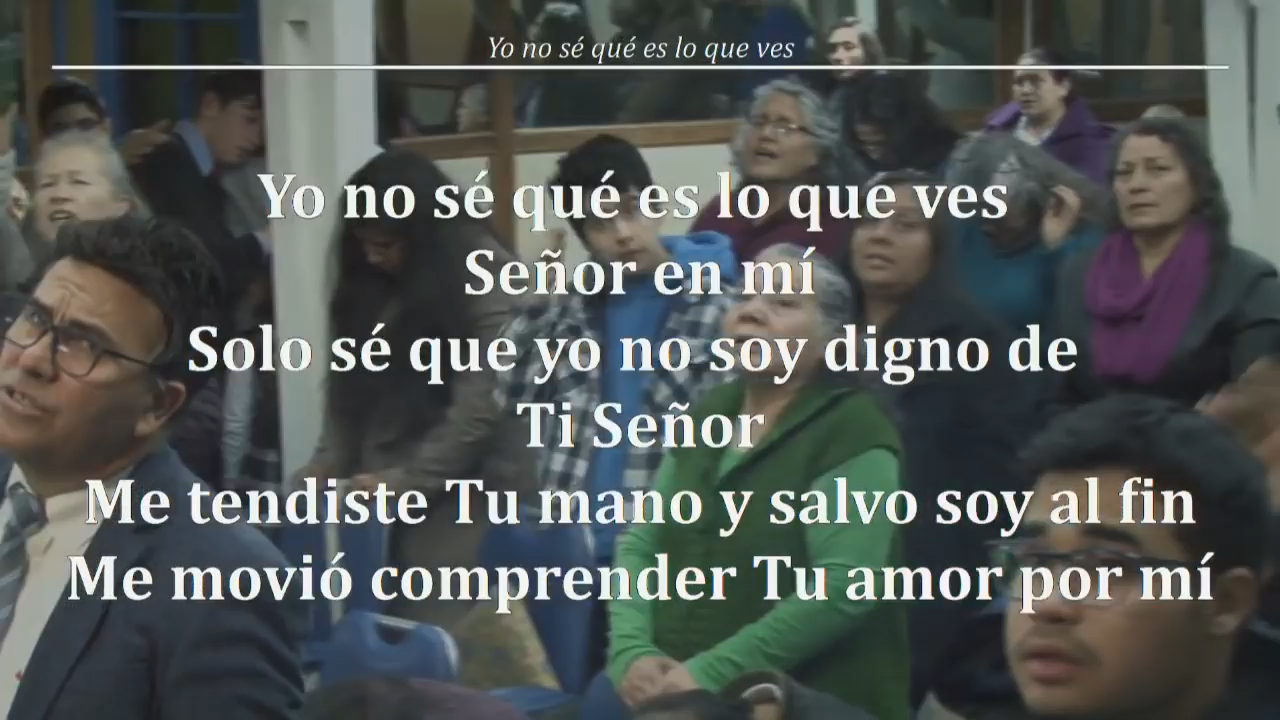 Yo no sé qué es lo que ves
Yo no sé qué es lo que ves
Señor en mí
Solo sé que yo no soy digno de
Ti Señor
Me tendiste Tu mano y salvo soy al fin
Me movió comprender Tu amor por mí